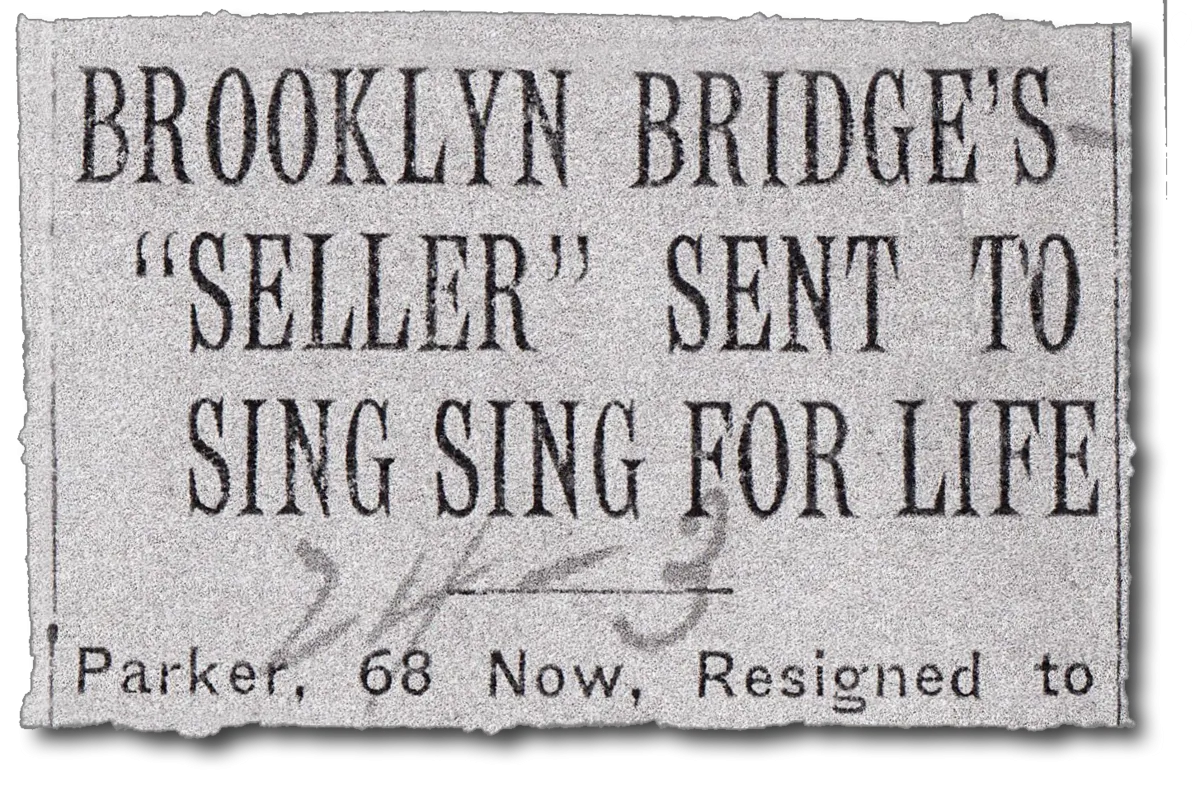 BROOKLYN BRIDGE'S
“SELLER” SENT TO
SING SING FOR LIFE
Parker, 68 Now, Resigned to